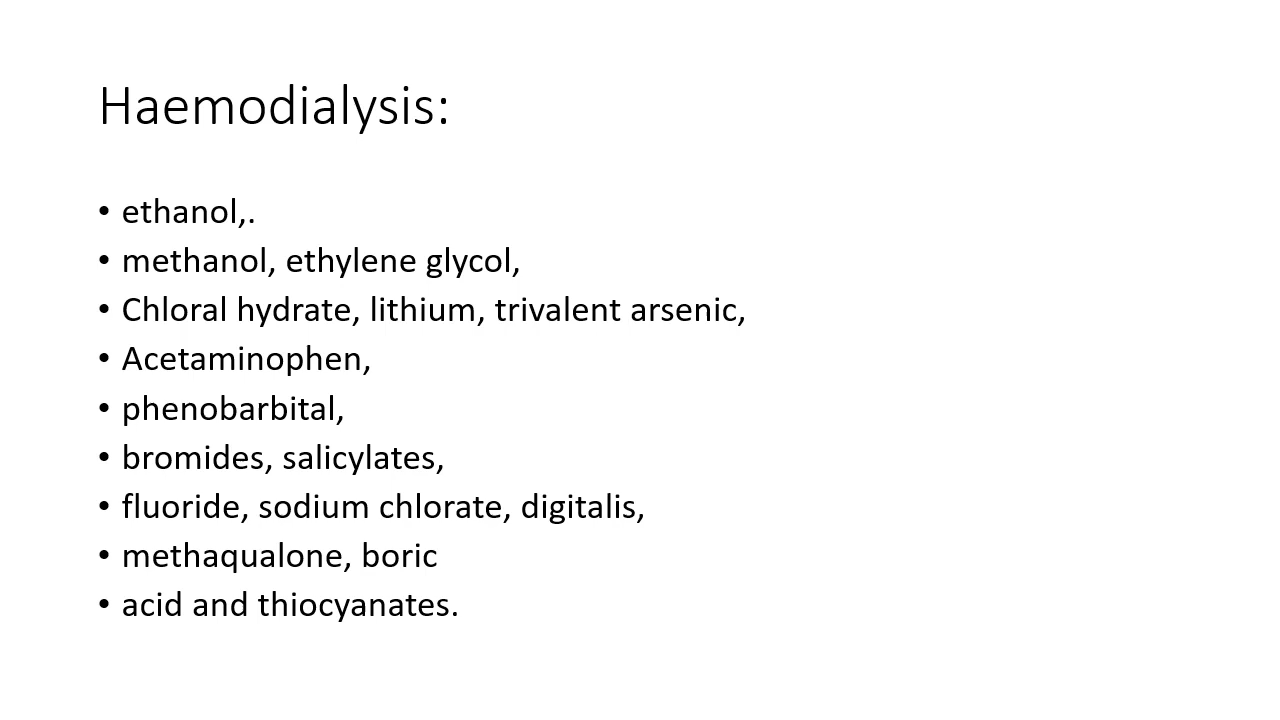 Haemodialysis:
• ethanol,.
• methanol, ethylene glycol,
• Chloral hydrate, lithium, trivalent arsenic,
• Acetaminophen,
• phenobarbital,
• bromides, salicylates,
• fluoride, sodium chlorate, digitalis,
• methaqualone, boric
• acid and thiocyanates.